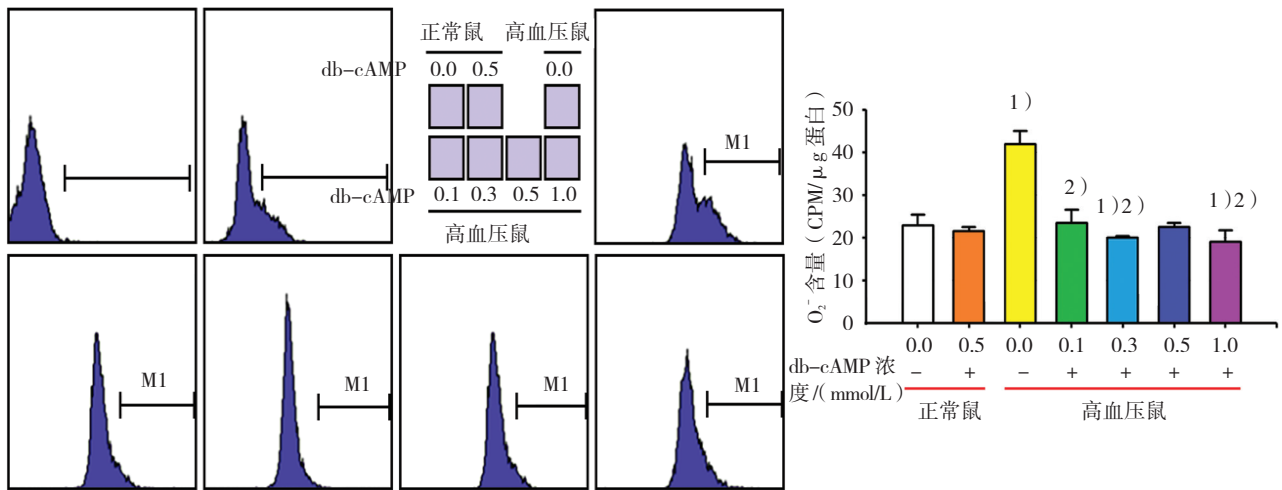 正常鼠 高血压鼠
db-cAMP 0.0 0.5 0.0
db-cAMP 0.1 0.3 0.5 1.0
高血压鼠
M1
M1
M1
M1
M1
O₂⁻ 含量（CPM/μg 蛋白）
50
40
30
20
10
0
1）
2）
1）2）
1）2）
0.0 0.5 0.0 0.1 0.3 0.5 1.0
db-cAMP 浓
度/(mmol/L)
− + − + + + +
正常鼠 高血压鼠